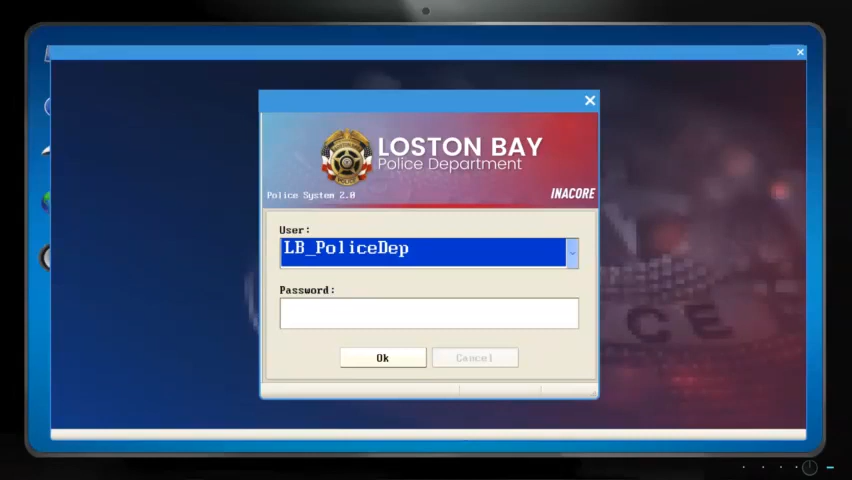 LOSTON BAY
Police Department
Police System 2.0
INACORE
User:
LB_PoliceDep
Password:
Ok
Cancel